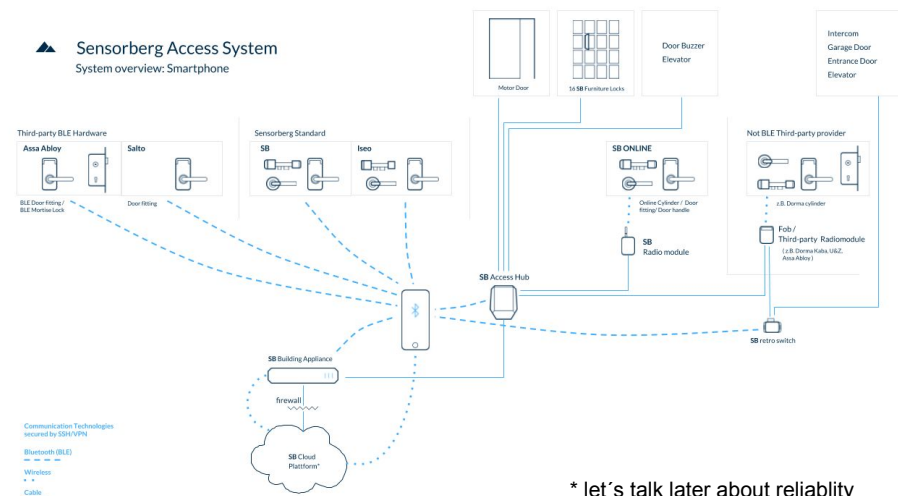 Sensorberg Access System
System overview: Smartphone
Motor Door
16 SB Furniture Locks
Door Buzzer
Elevator
Intercom
Garage Door
Entrance Door
Elevator
Third-party BLE Hardware
Assa Abloy
Salto
BLE Door Fitting /
BLE Mortise Lock
Door fitting
Sensorberg Standard
SB
Iseo
SB ONLINE
Online Cylinder / Door
fitting/ Door handle
SB
Radio module
Not BLE Third-party provider
z.B. Dorma cylinder
Fob /
Third-party Radiomodule
( z.B. Dorma Kaba, U&Z,
Assa Abloy )
SB Access Hub
SB retro switch
SB Building Appliance
firewall
SB Cloud
Plattform*
Communication Technologies
secured by SSH/VPN
Bluetooth (BLE)
Wireless
Cable
* let´s talk later about reliablity